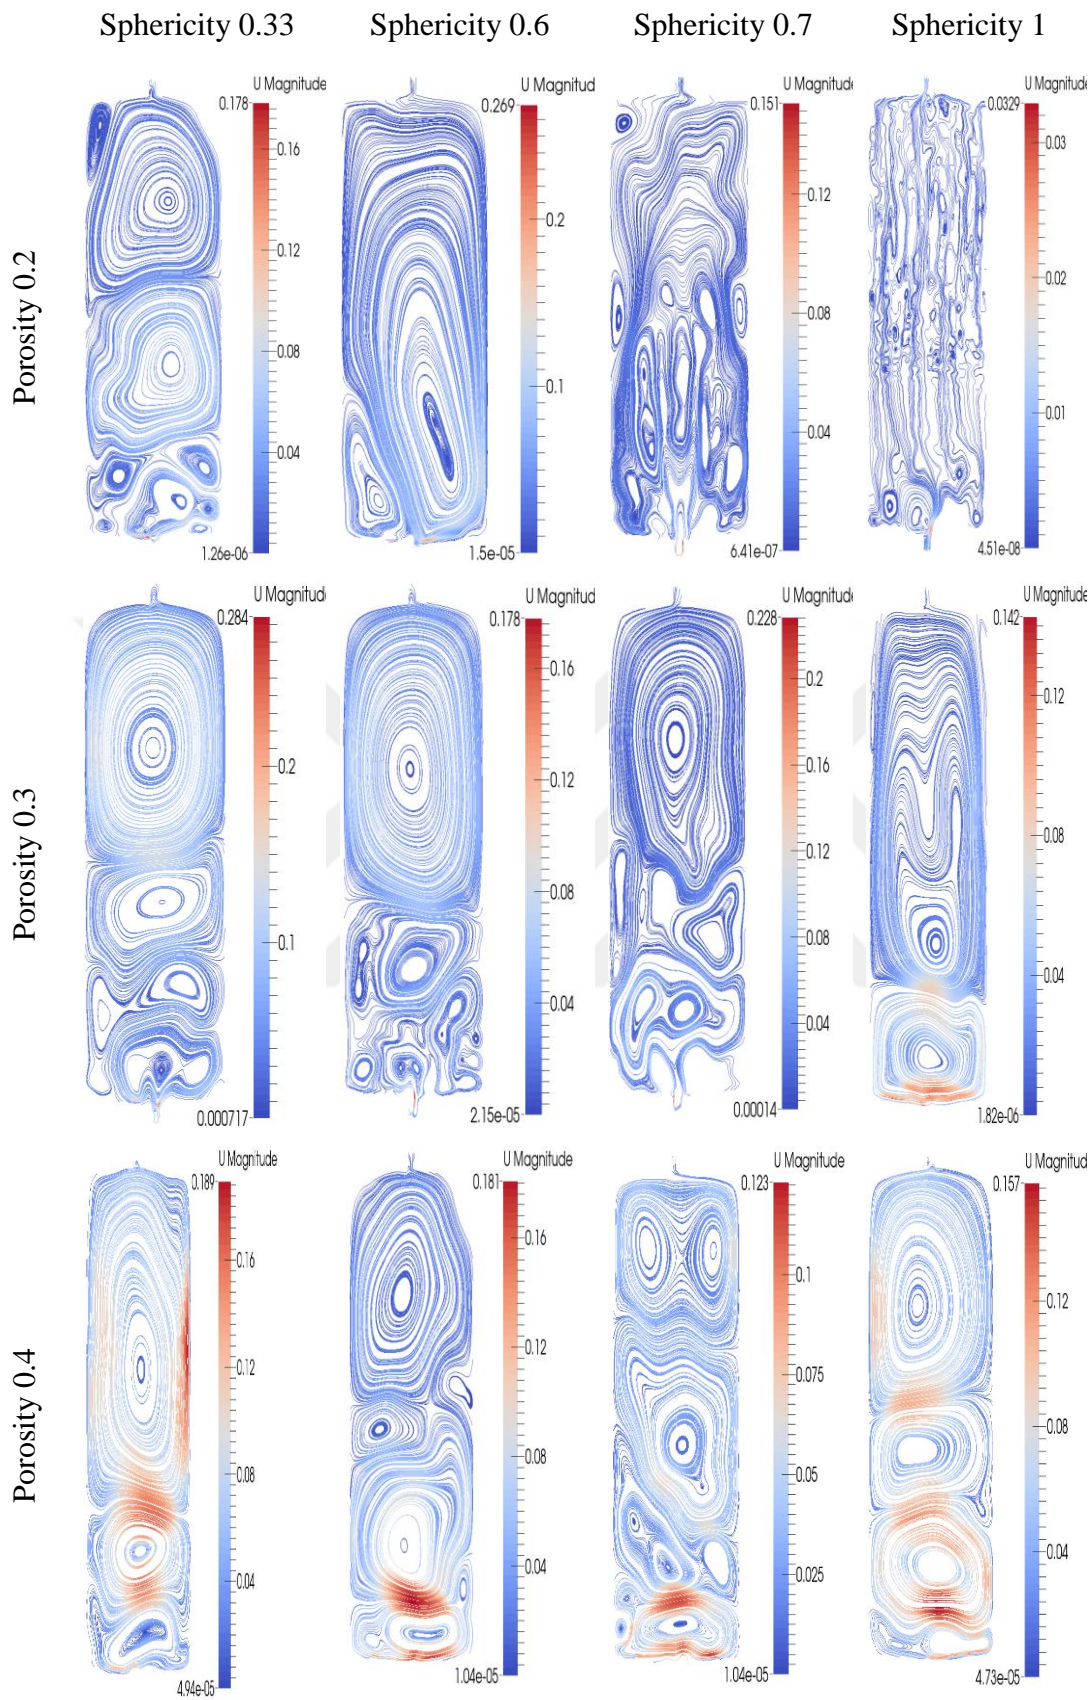 Sphericity 0.33 Sphericity 0.6 Sphericity 0.7 Sphericity 1
Porosity 0.2
U Magnitude
0.178
0.16
0.12
0.08
0.04
1.26e-06
U Magnitud
0.269
0.2
0.1
1.5e-05
U Magnitude
0.151
0.12
0.08
0.04
6.41e-07
U Magnitude
0.0329
0.03
0.02
0.01
4.51e-08
Porosity 0.3
U Magnitud
0.284
0.2
0.1
0.000717
U Magnitud
0.178
0.16
0.12
0.08
0.04
2.15e-05
U Magnitud
0.228
0.2
0.16
0.12
0.08
0.04
0.00014
U Magnitud
0.142
0.12
0.08
0.04
1.82e-06
Porosity 0.4
U Magnitude
0.189
0.16
0.12
0.08
0.04
4.94e-05
U Magnitude
0.181
0.16
0.12
0.08
0.04
1.04e-05
U Magnitude
0.123
0.1
0.075
0.05
0.025
1.04e-05
U Magnitud
0.157
0.12
0.08
0.04
4.73e-05